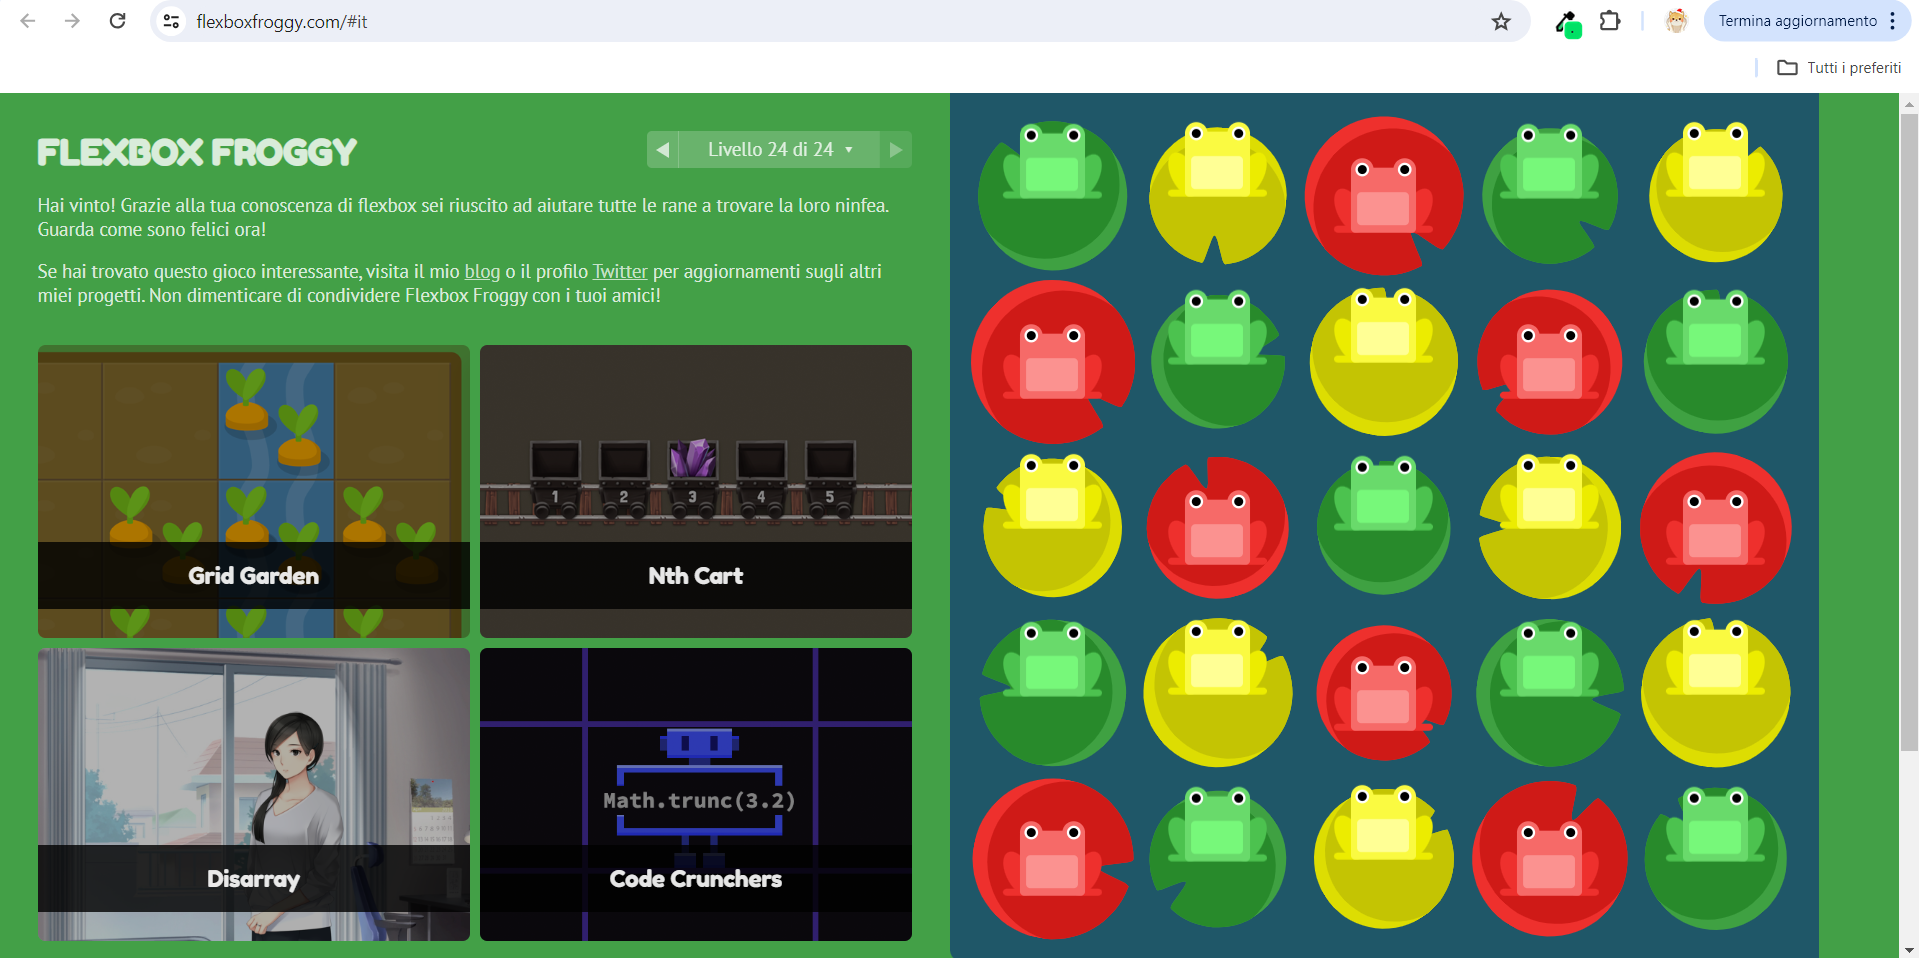 flexboxfroggy.com/#it
Termina aggiornamento
Tutti i preferiti
FLEXBOX FROGGY
Livello 24 di 24
Hai vinto! Grazie alla tua conoscenza di flexbox sei riuscito ad aiutare tutte le rane a trovare la loro ninfea.
Guarda come sono felici ora!
Se hai trovato questo gioco interessante, visita il mio blog o il profilo Twitter per aggiornamenti sugli altri
miei progetti. Non dimenticare di condividere Flexbox Froggy con i tuoi amici!
1 2 3 4 5
Grid Garden
Nth Cart
Math.trunc(3.2)
Disarray
Code Crunchers